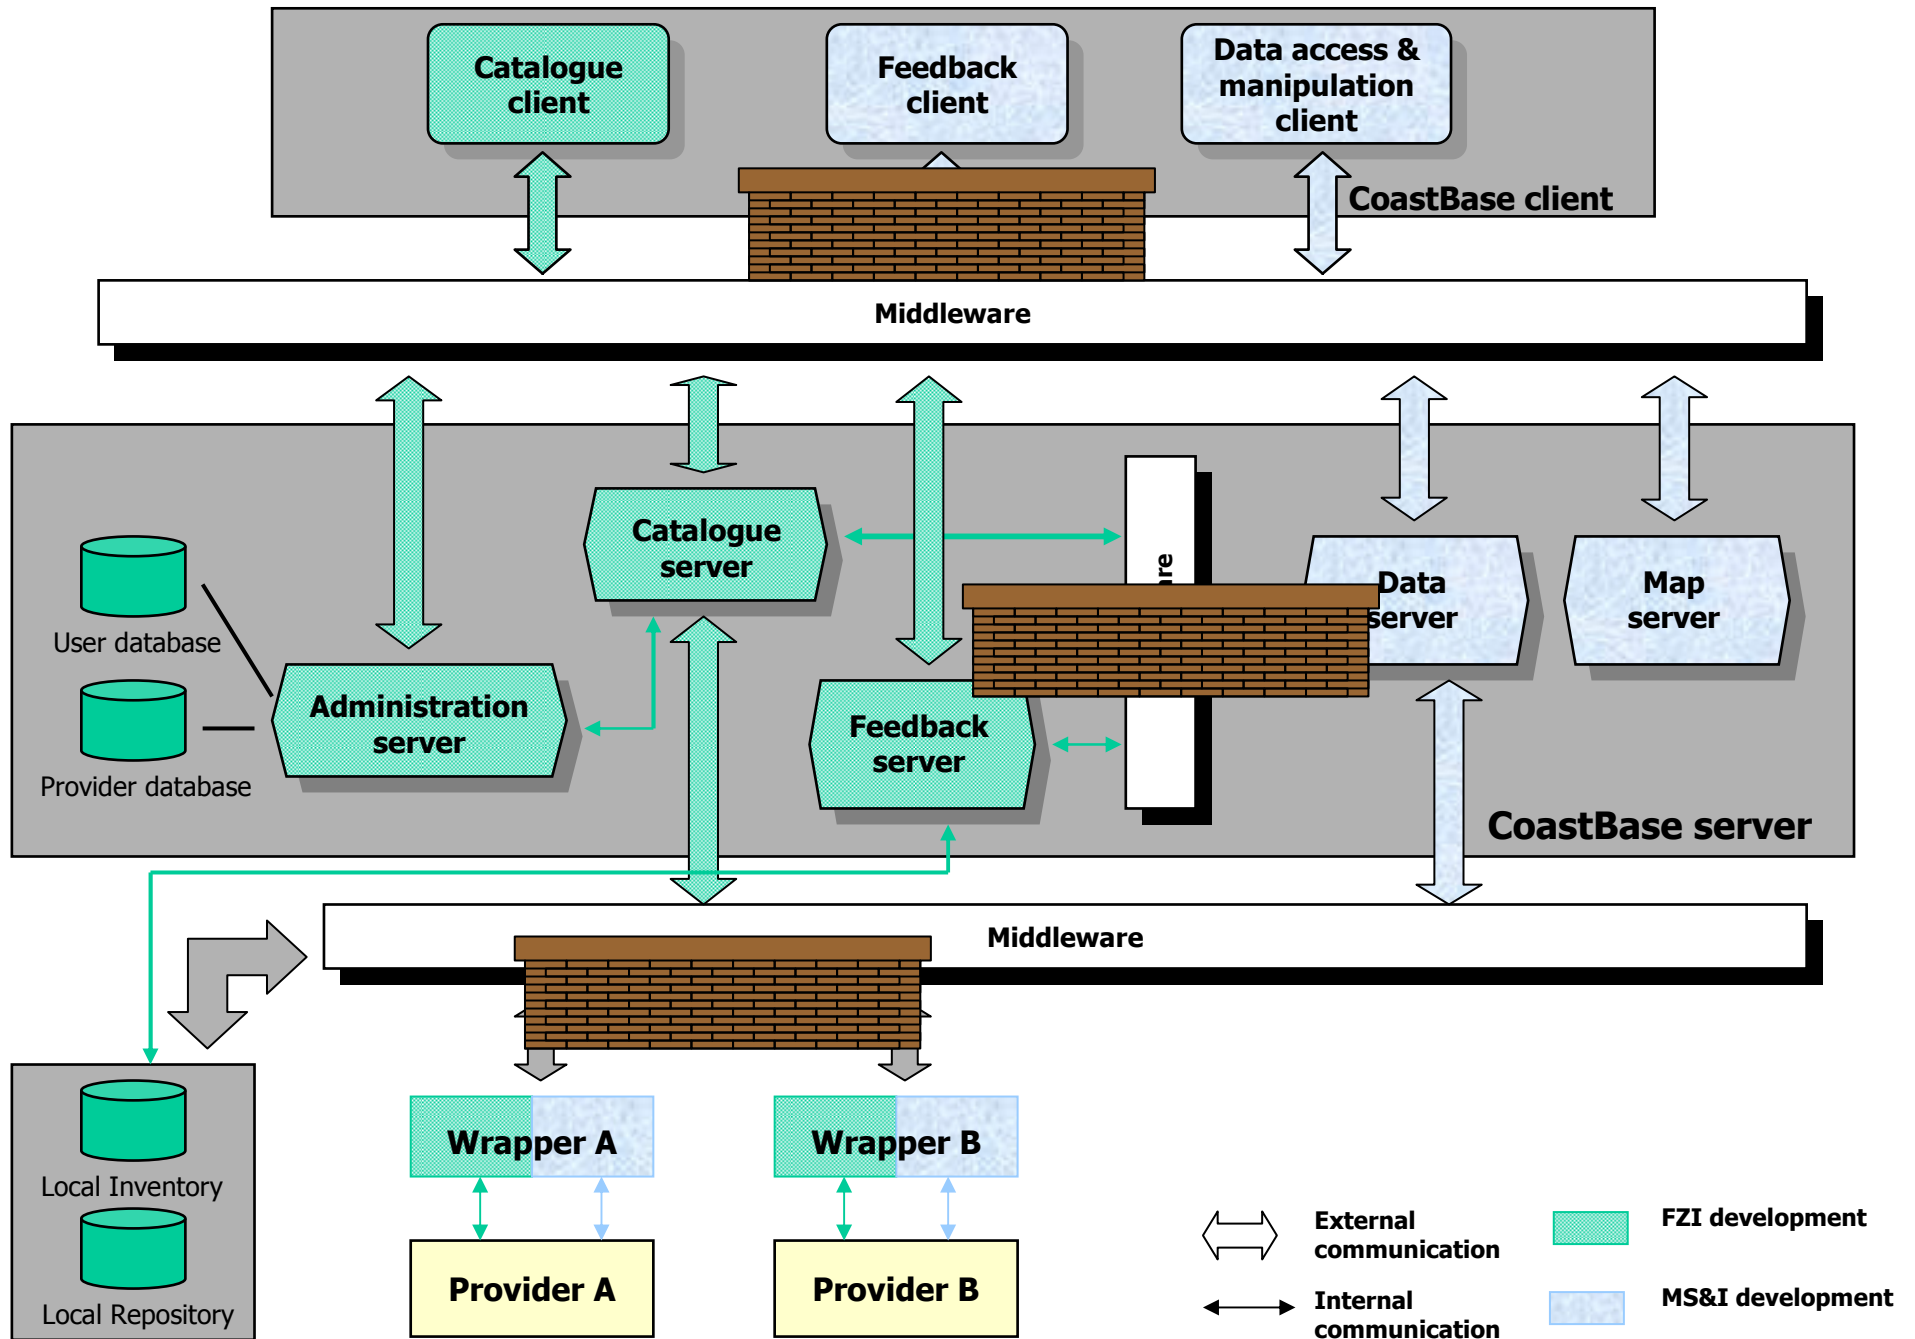 Catalogue
client
Feedback
client
Data access &
manipulation
client
CoastBase client
Middleware
Catalogue
server
Data
server
Map
server
User database
Administration
server
Feedback
server
Provider database
CoastBase server
Middleware
Wrapper A
Wrapper B
Local Inventory
Local Repository
Provider A
Provider B
External
communication
FZI development
Internal
communication
MS&I development